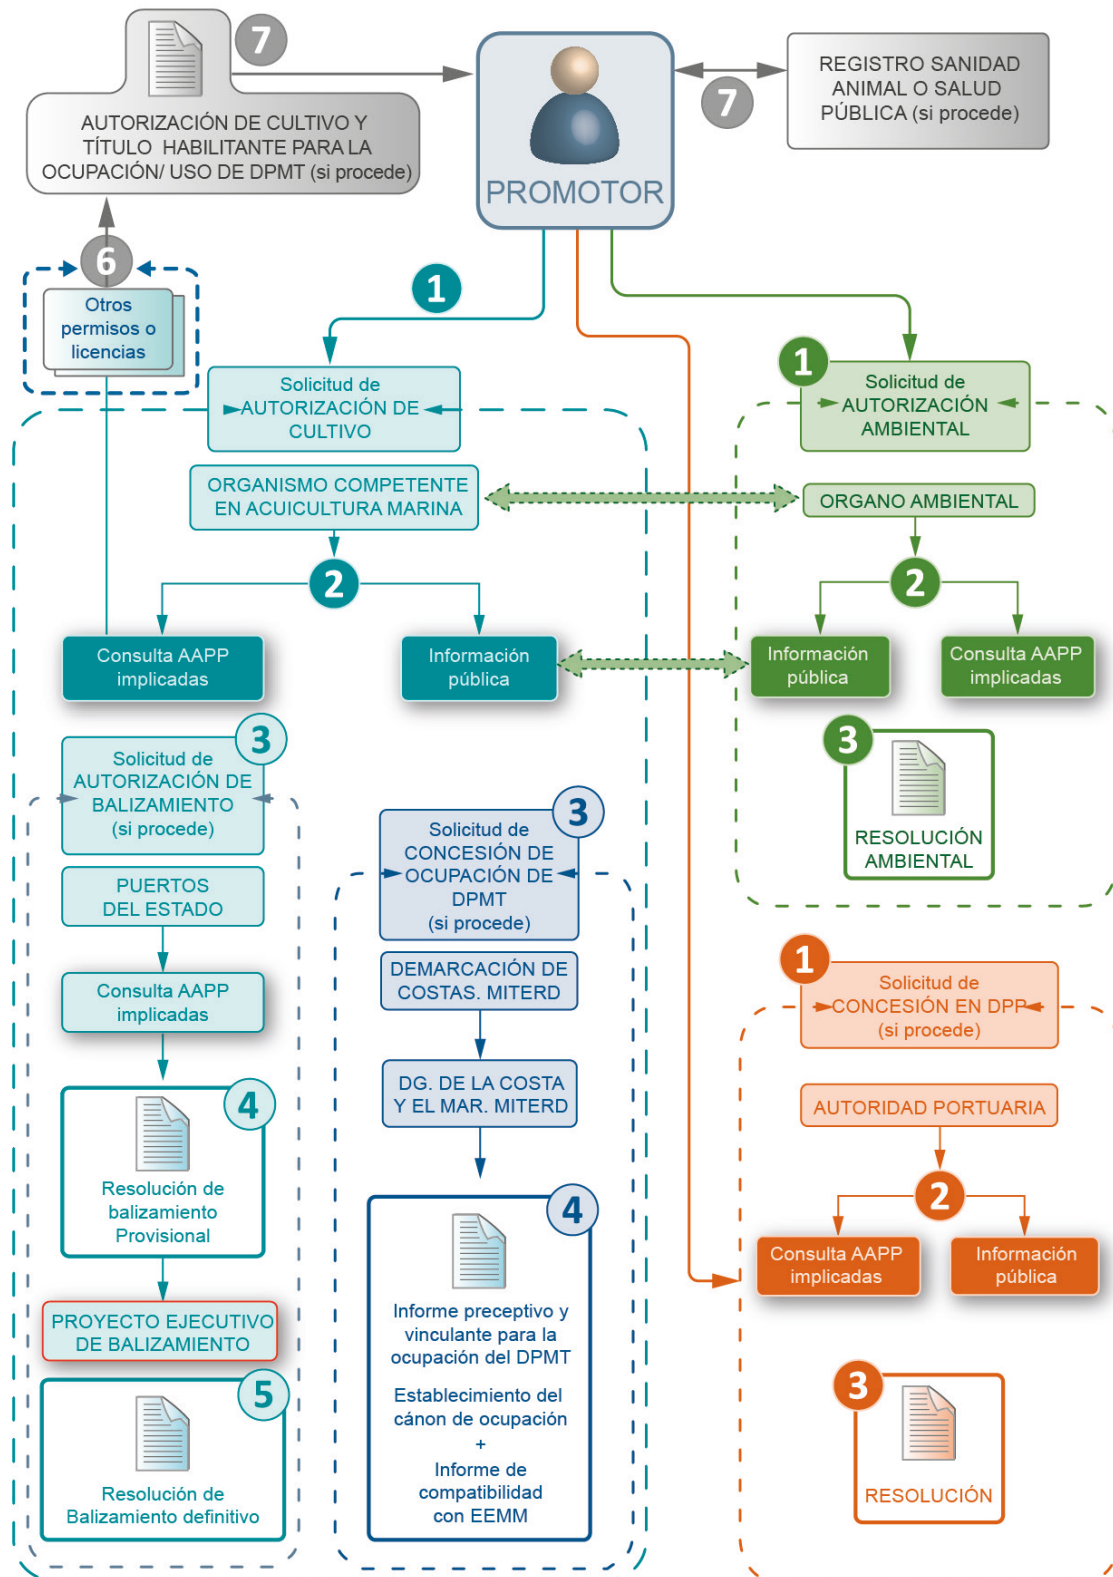 7
AUTORIZACIÓN DE CULTIVO Y
TÍTULO HABILITANTE PARA LA
OCUPACIÓN/ USO DE DPMT (si procede)
PROMOTOR
7
REGISTRO SANIDAD
ANIMAL O SALUD
PÚBLICA (si procede)
6
Otros
permisos o
licencias
1
Solicitud de
AUTORIZACIÓN DE
CULTIVO
ORGANISMO COMPETENTE
EN ACUICULTURA MARINA
2
Consulta AAPP
implicadas
Información
pública
1
Solicitud de
AUTORIZACIÓN
AMBIENTAL
ORGANO AMBIENTAL
2
Información
pública
Consulta AAPP
implicadas
3
RESOLUCIÓN
AMBIENTAL
3
Solicitud de
AUTORIZACIÓN DE
BALIZAMIENTO
(si procede)
PUERTOS
DEL ESTADO
Consulta AAPP
implicadas
4
Resolución de
balizamiento
Provisional
PROYECTO EJECUTIVO
DE BALIZAMIENTO
5
Resolución de
Balizamiento definitivo
3
Solicitud de
CONCESIÓN DE
OCUPACIÓN DE
DPMT
(si procede)
DEMARCACIÓN DE
COSTAS. MITERD
DG. DE LA COSTA
Y EL MAR. MITERD
4
Informe preceptivo y
vinculante para la
ocupación del DPMT
Establecimiento del
cánon de ocupación
+
Informe de
compatibilidad
con EEMM
1
Solicitud de
CONCESIÓN EN DPP
(si procede)
AUTORIDAD PORTUARIA
2
Consulta AAPP
implicadas
Información
pública
3
RESOLUCIÓN